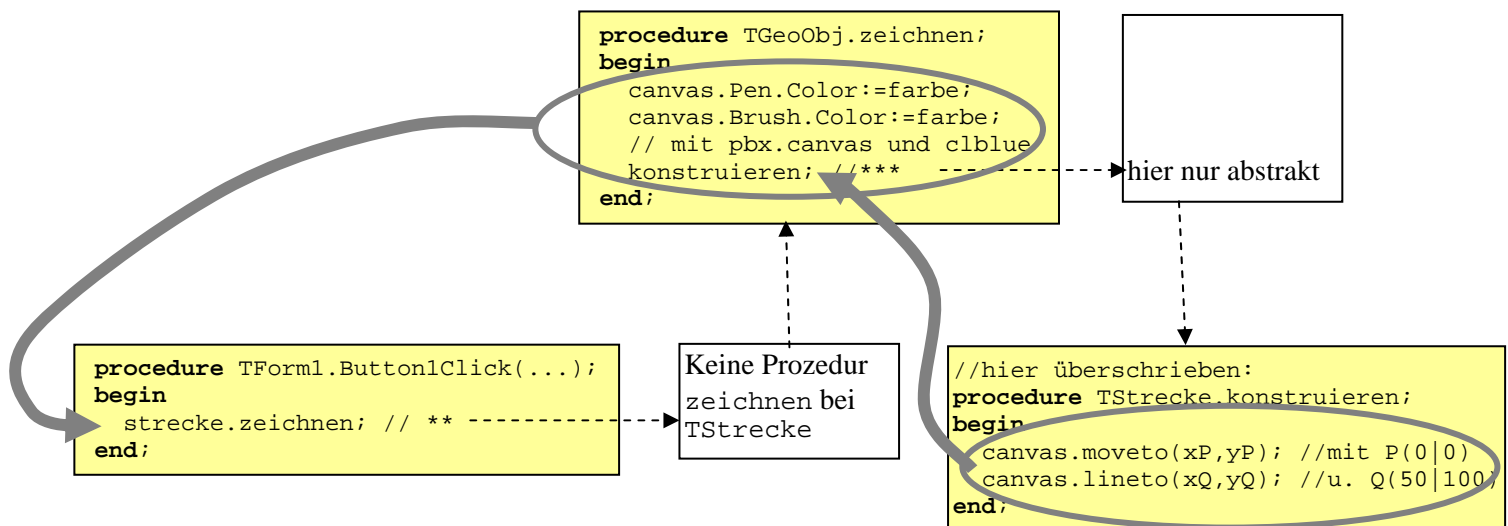 procedure TGeoObj.zeichnen;
begin
canvas.Pen.Color:=farbe;
canvas.Brush.Color:=farbe;
// mit pbx.canvas und clblue
konstruieren; //***
end;
hier nur abstrakt
procedure TForm1.Button1Click(...);
begin
strecke.zeichnen; // **
end;
Keine Prozedur
zeichnen bei
TStrecke
//hier überschrieben:
procedure TStrecke.konstruieren;
begin
canvas.moveto(xP,yP); //mit P(0|0)
canvas.lineto(xQ,yQ); //u. Q(50|100)
end;